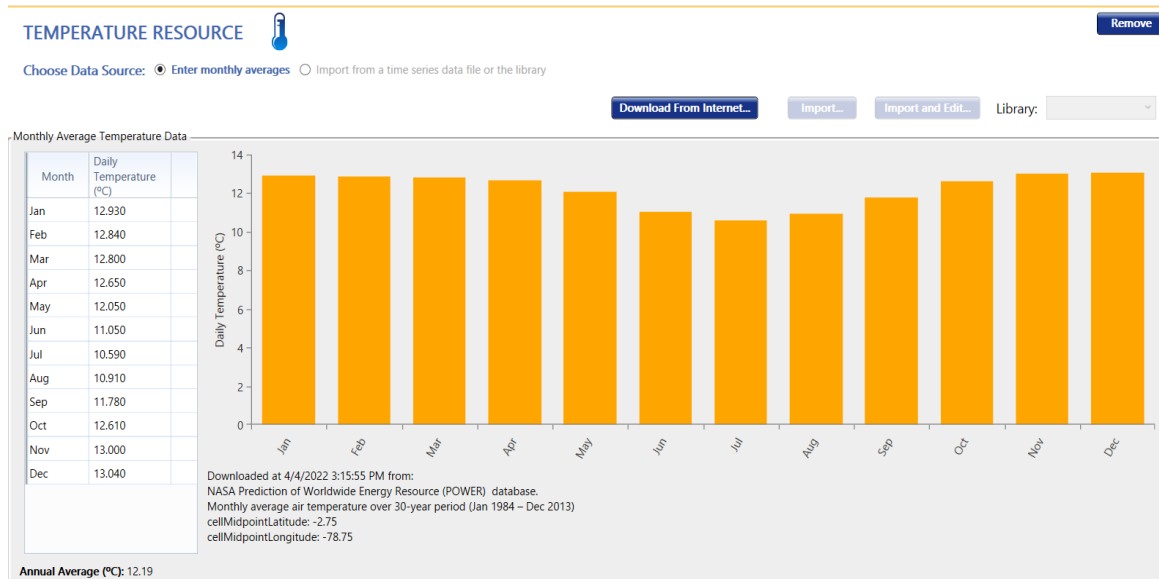 TEMPERATURE RESOURCE
Remove
Choose Data Source: Enter monthly averages Import from a time series data file or the library
Download From Internet... Import... Import and Edit... Library:
Monthly Average Temperature Data
Month Daily Temperature (ºC)
Jan 12.930
Feb 12.840
Mar 12.800
Apr 12.650
May 12.050
Jun 11.050
Jul 10.590
Aug 10.910
Sep 11.780
Oct 12.610
Nov 13.000
Dec 13.040
Daily Temperature (ºC)
14
12
10
8
6
4
2
0
Jan Feb Mar Apr May Jun Jul Aug Sep Oct Nov Dec
Downloaded at 4/4/2022 3:15:55 PM from:
NASA Prediction of Worldwide Energy Resource (POWER) database.
Monthly average air temperature over 30-year period (Jan 1984 – Dec 2013)
cellMidpointLatitude: -2.75
cellMidpointLongitude: -78.75
Annual Average (ºC): 12.19